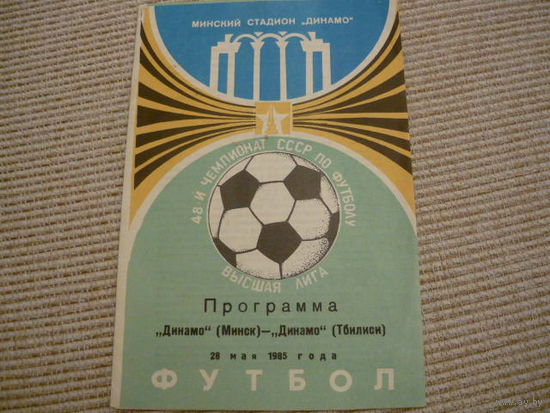 МИНСКИЙ СТАДИОН „ДИНАМО"
48 И ЧЕМПИОНАТ СССР ПО ФУТБОЛУ
ВЫСШАЯ ЛИГА
Программа
„Динамо" (Минск)—„Динамо" (Тбилиси)
28 мая 1985 года
ФУТБОЛ